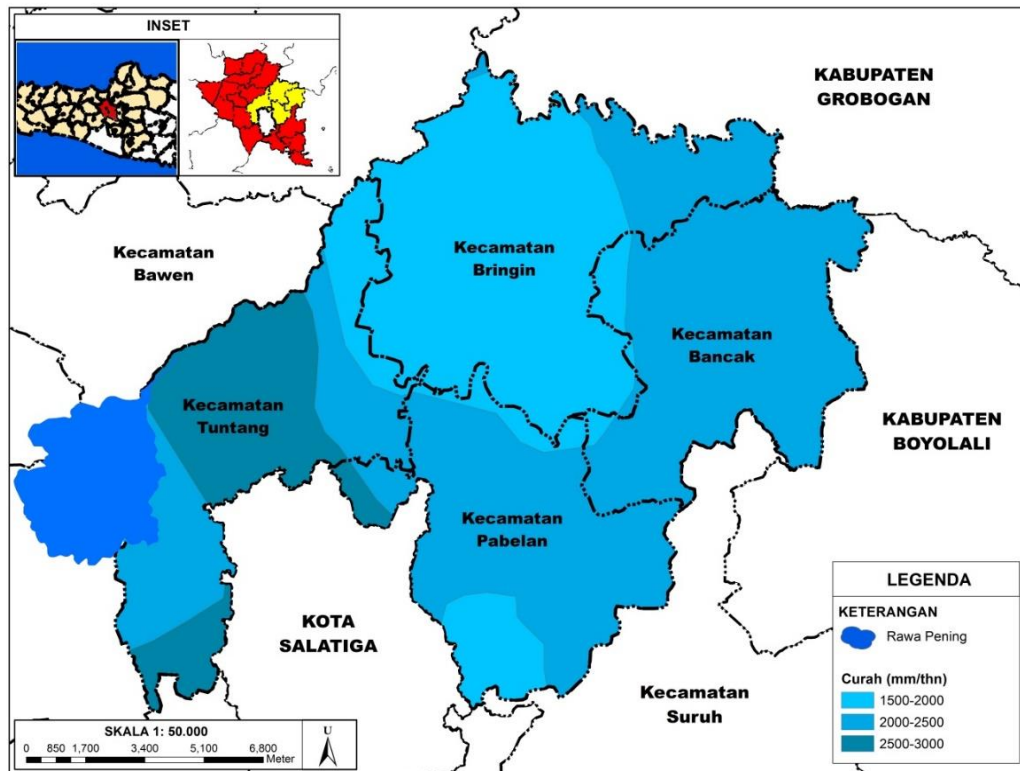 INSET
KABUPATEN
GROBOGAN
Kecamatan
Bawen
Kecamatan
Bringin
Kecamatan
Bancak
Kecamatan
Tuntang
KABUPATEN
BOYOLALI
Kecamatan
Pabelan
KOTA
SALATIGA
Kecamatan
Suruh
LEGENDA
KETERANGAN
Rawa Pening
Curah (mm/thn)
1500-2000
2000-2500
2500-3000
SKALA 1: 50.000
0 850 1,700 3,400 5,100 6,800
Meter
U